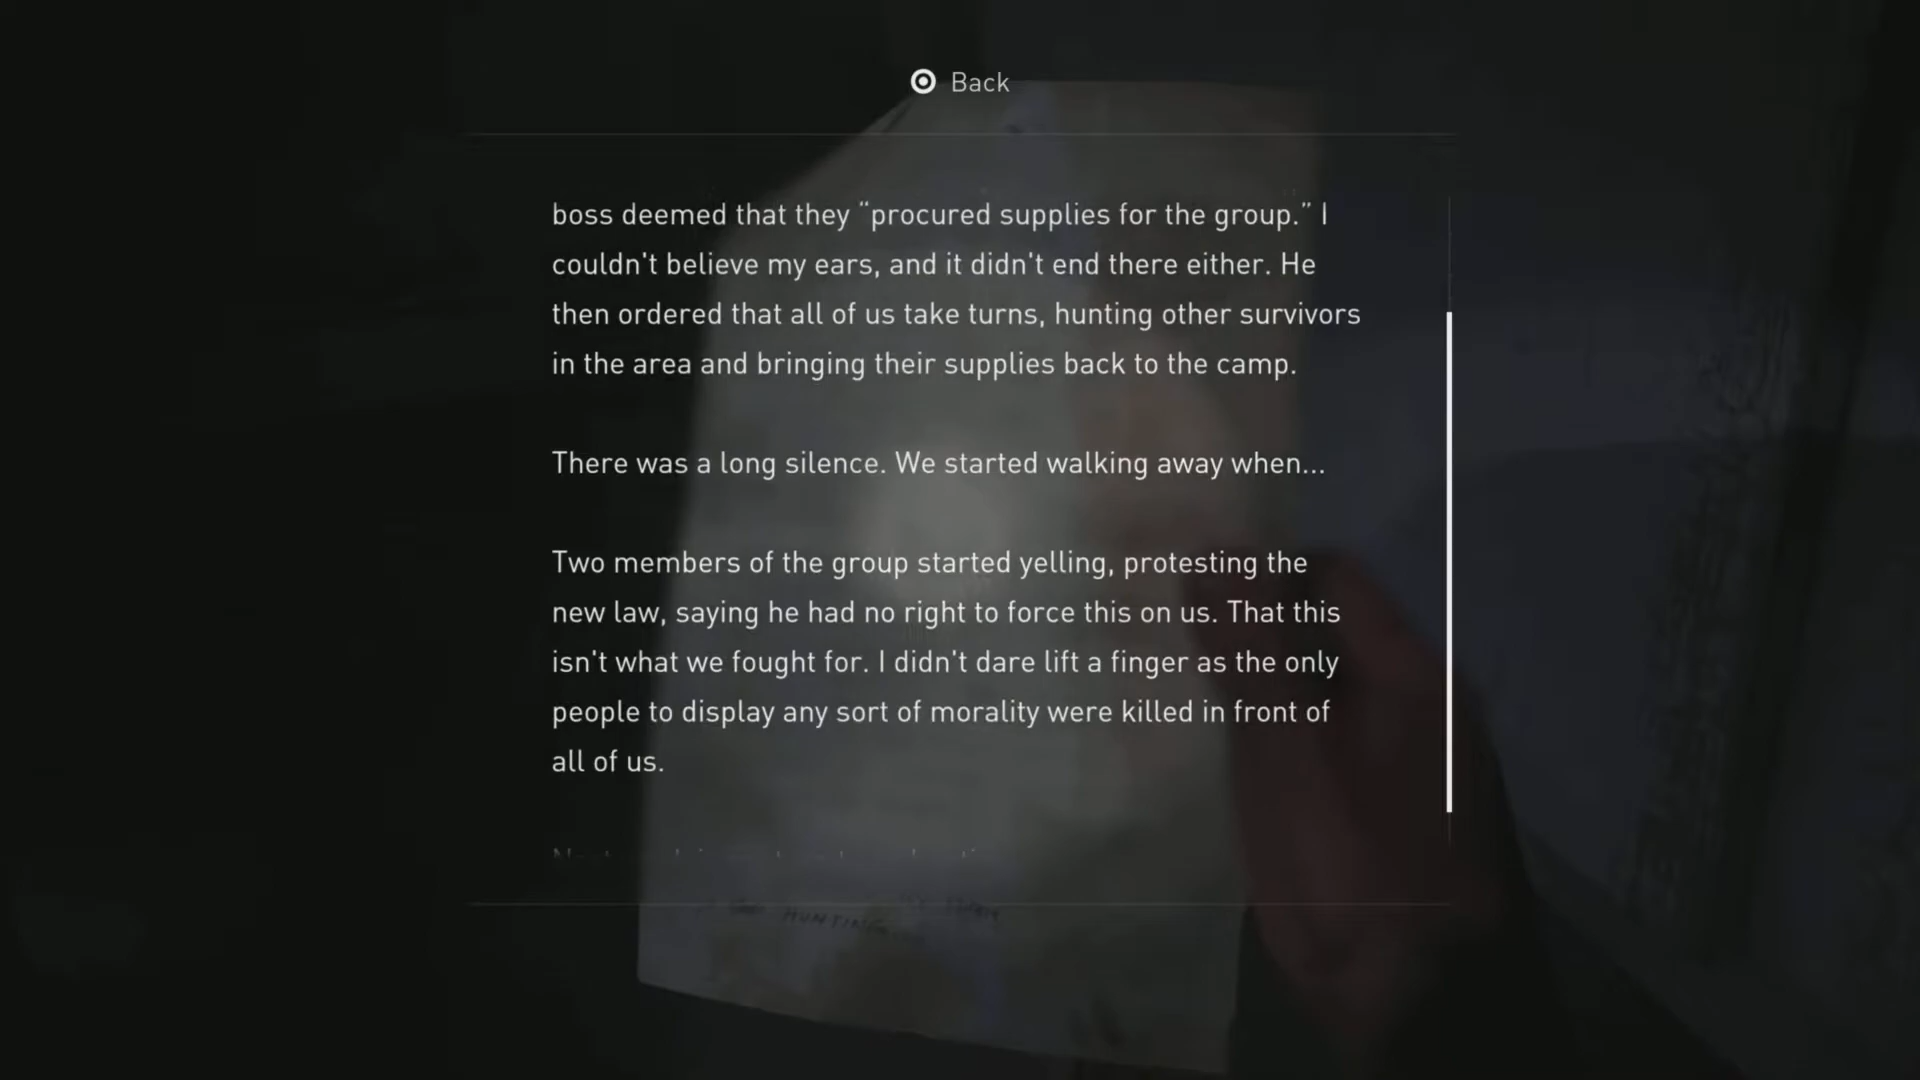 Back
boss deemed that they “procured supplies for the group.” I
couldn't believe my ears, and it didn't end there either. He
then ordered that all of us take turns, hunting other survivors
in the area and bringing their supplies back to the camp.
There was a long silence. We started walking away when...
Two members of the group started yelling, protesting the
new law, saying he had no right to force this on us. That this
isn't what we fought for. I didn't dare lift a finger as the only
people to display any sort of morality were killed in front of
all of us.
HUNTING